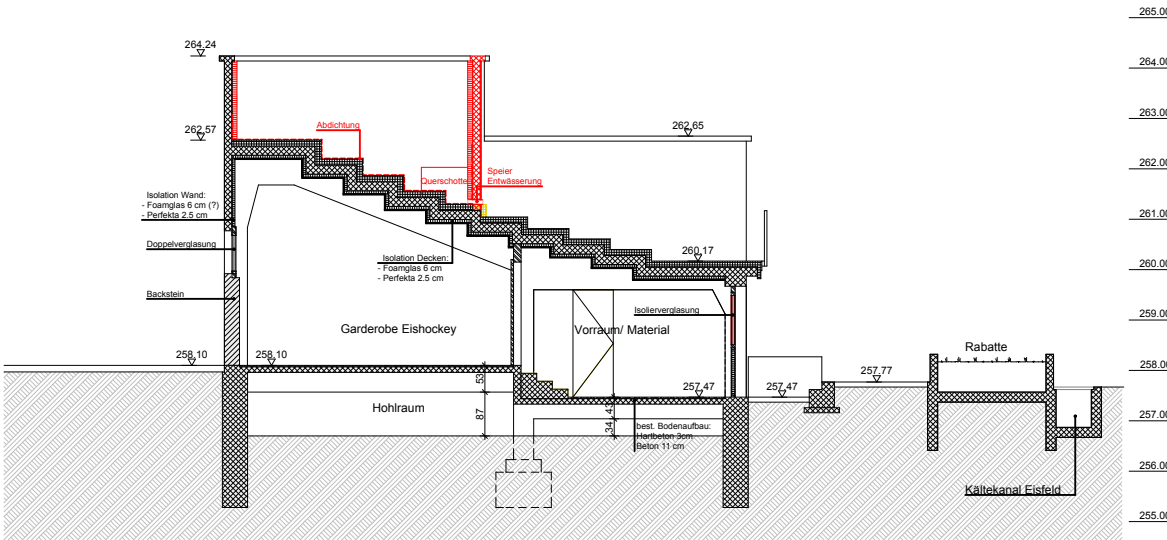 265.00
264.24
264.00
263.00
262.57
Abdichtung
262.65
262.00
Querschotte
Speier
Entwässerung
Isolation Wand:
- Foamglas 6 cm (?)
- Perfekta 2.5 cm
261.00
Doppelverglasung
Isolation Decken:
- Foamglas 6 cm
- Perfekta 2.5 cm
260.17
260.00
Backstein
Isolierverglasung
259.00
Garderobe Eishockey
Vorraum/ Material
Rabatte
258.10
258.10
258.00
257.77
53
257.47
257.47
Hohlraum
87
43
34
257.00
best. Bodenaufbau:
Hartbeton 3cm
Beton 11 cm
256.00
Kältekanal Eisfeld
255.00